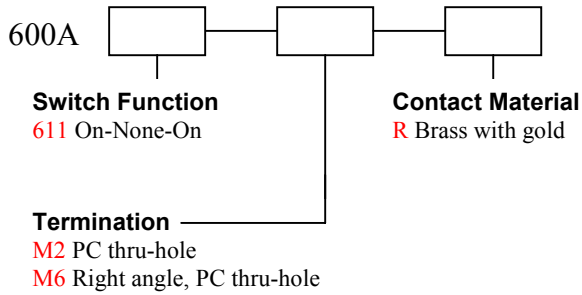 600A
Switch Function
611 On-None-On
Contact Material
R Brass with gold
Termination
M2 PC thru-hole
M6 Right angle, PC thru-hole